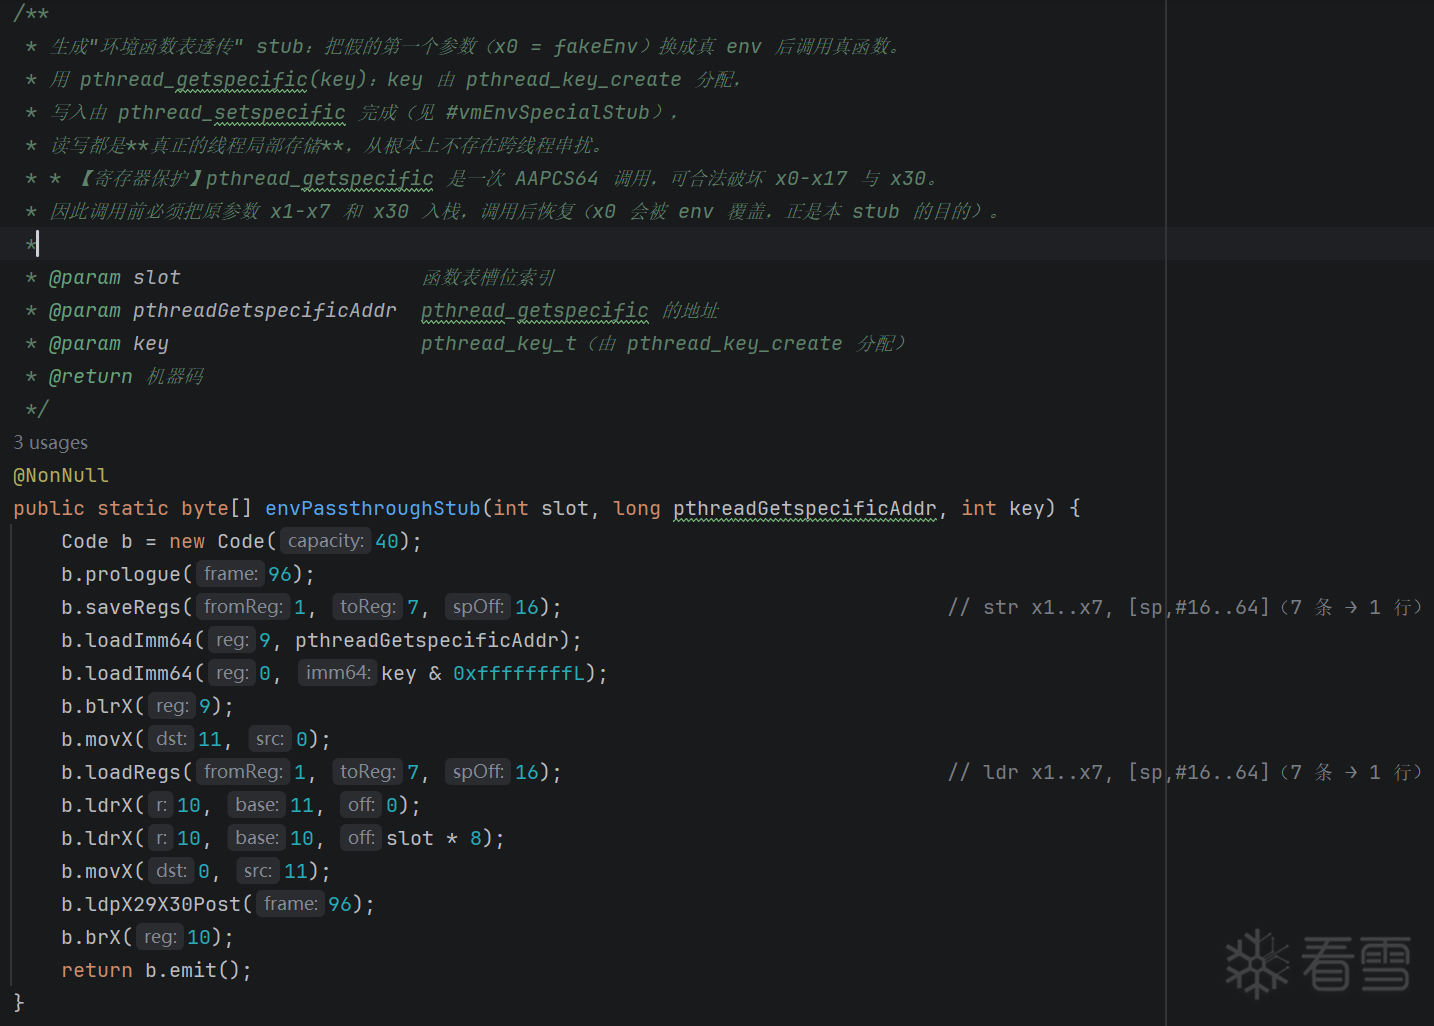 /**
* 生成"环境函数表透传" stub：把假的第一个参数（x0 = fakeEnv）换成真 env 后调用真函数。
* 用 pthread_getspecific(key)：key 由 pthread_key_create 分配，
* 写入由 pthread_setspecific 完成（见 #vmEnvSpecialStub），
* 读写都是**真正的线程局部存储**，从根本上不存在跨线程串扰。
* * 【寄存器保护】pthread_getspecific 是一次 AAPCS64 调用，可合法破坏 x0-x17 与 x30。
* 因此调用前必须把原参数 x1-x7 和 x30 入栈，调用后恢复（x0 会被 env 覆盖，正是本 stub 的目的）。
*
* @param slot 函数表槽位索引
* @param pthreadGetspecificAddr pthread_getspecific 的地址
* @param key pthread_key_t（由 pthread_key_create 分配）
* @return 机器码
*/
3 usages
@NonNull
public static byte[] envPassthroughStub(int slot, long pthreadGetspecificAddr, int key) {
Code b = new Code( capacity: 40);
b.prologue( frame: 96);
b.saveRegs( fromReg: 1, toReg: 7, spOff: 16); // str x1..x7, [sp,#16..64]（7 条 → 1 行）
b.loadImm64( reg: 9, pthreadGetspecificAddr);
b.loadImm64( reg: 0, imm64: key & 0xffffffffL);
b.blrX( reg: 9);
b.movX( dst: 11, src: 0);
b.loadRegs( fromReg: 1, toReg: 7, spOff: 16); // ldr x1..x7, [sp,#16..64]（7 条 → 1 行）
b.ldrX( r: 10, base: 11, off: 0);
b.ldrX( r: 10, base: 10, off: slot * 8);
b.movX( dst: 0, src: 11);
b.ldpX29X30Post( frame: 96);
b.brX( reg: 10);
return b.emit();
}
看雪